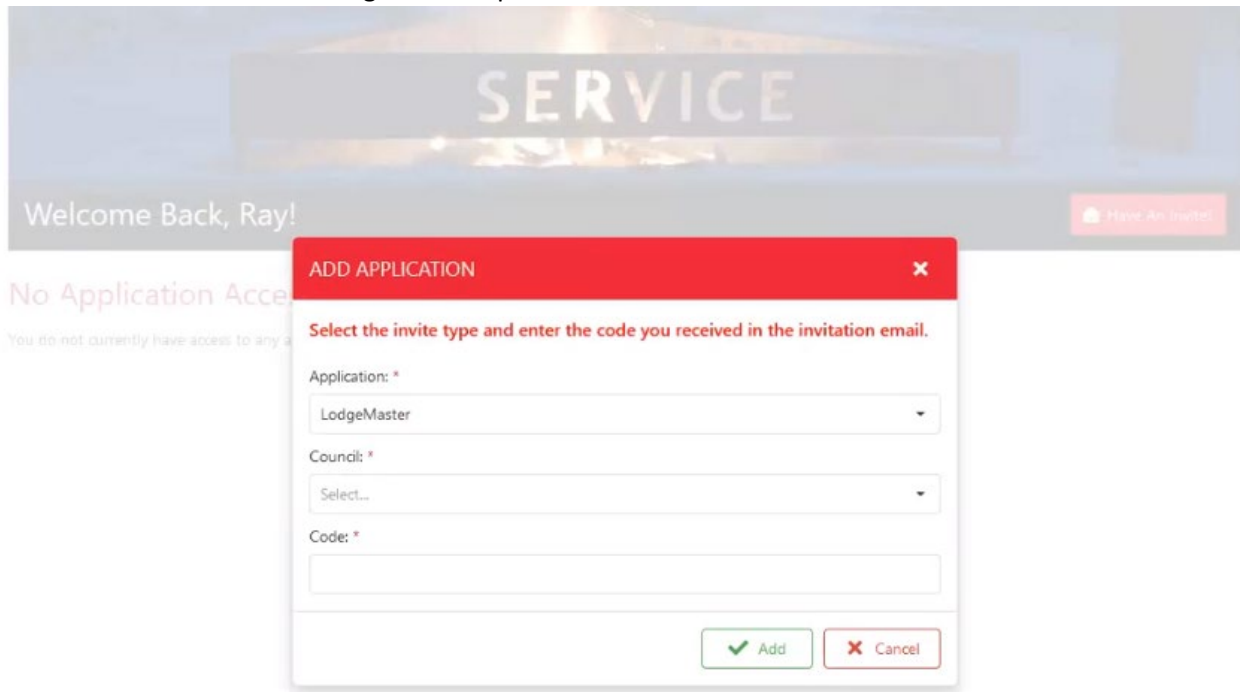 SERVICE
Welcome Back, Ray!
Have An Invite?
ADD APPLICATION
No Application Acce
Select the invite type and enter the code you received in the invitation email.
You do not currently have access to any a
Application: *
LodgeMaster
Council: *
Select...
Code: *
Add
Cancel